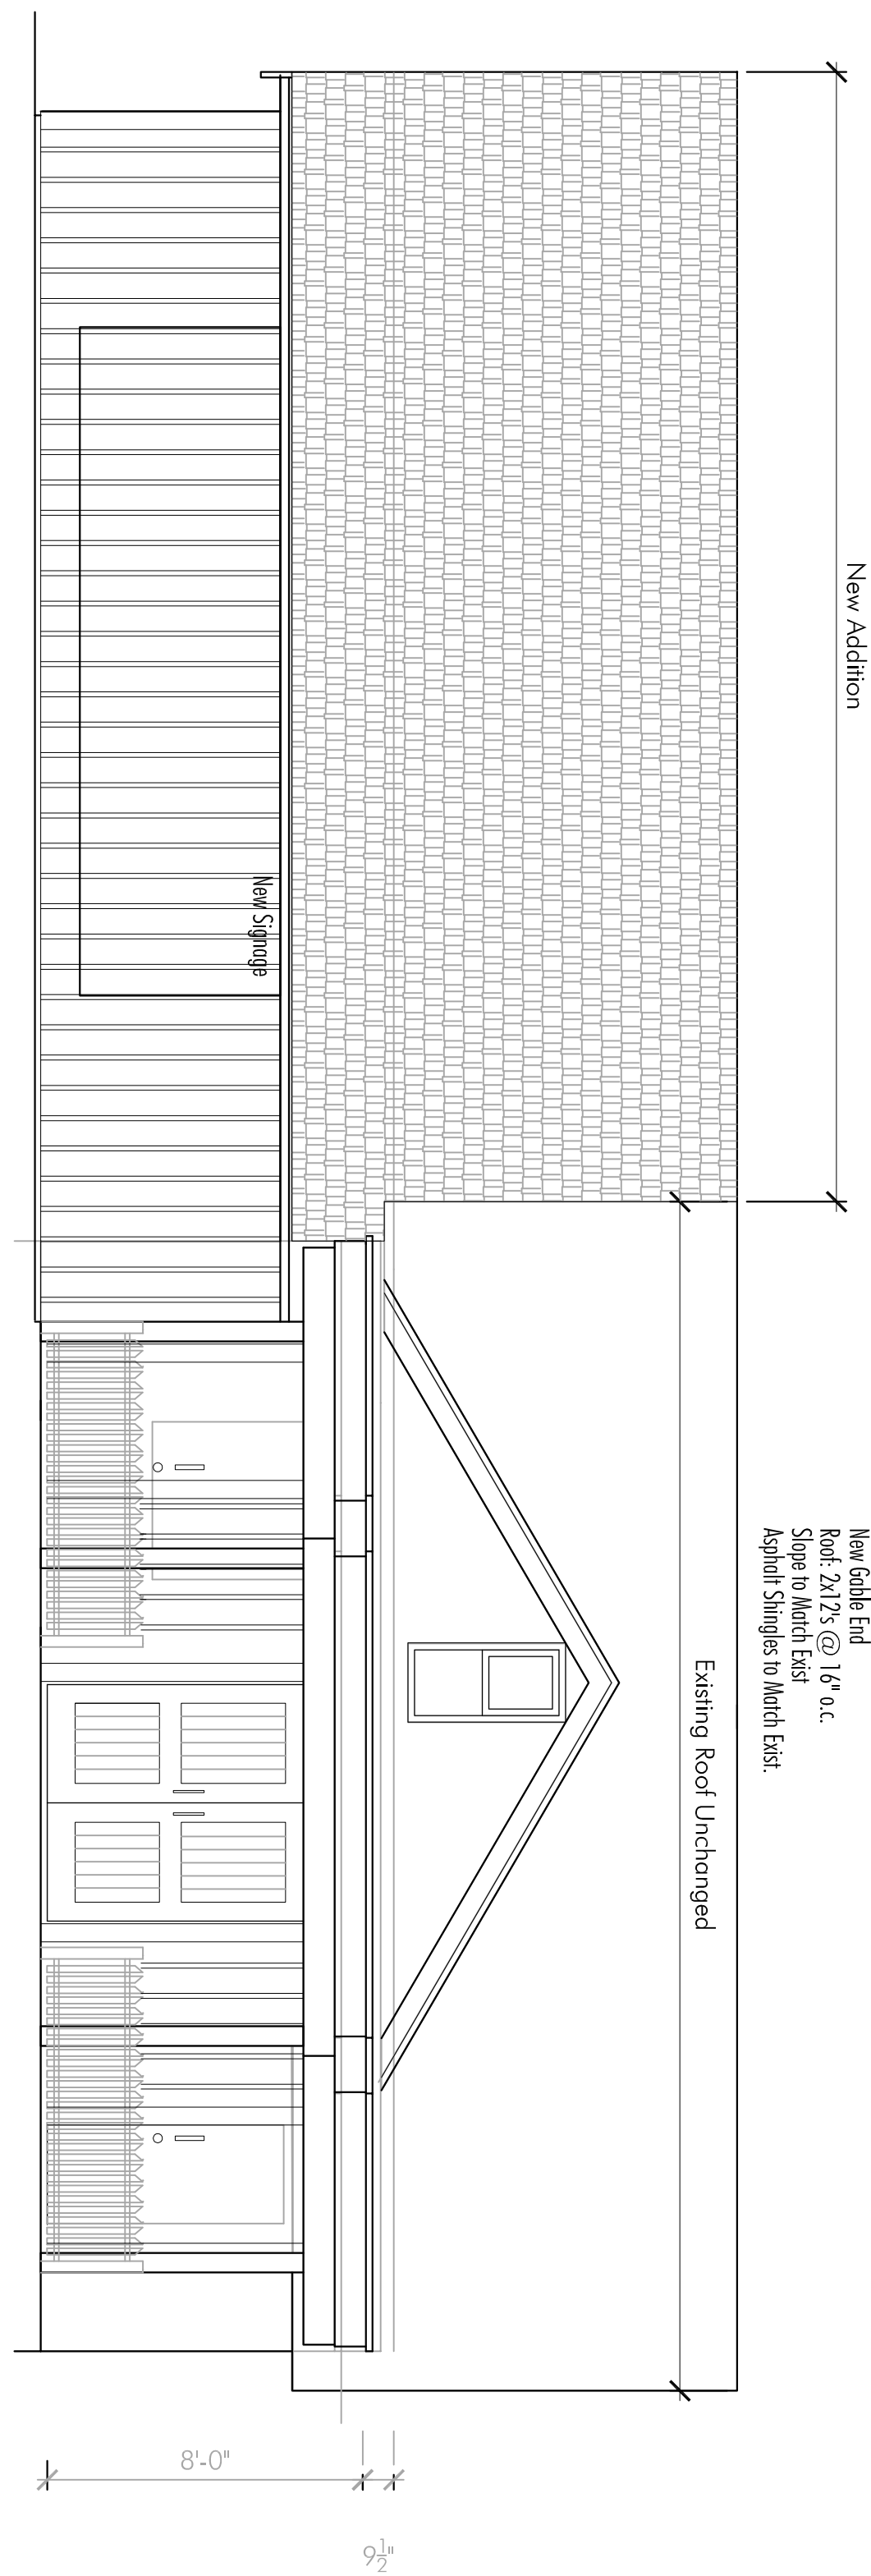 New Addition
New Gable End
Roof: 2x12's @ 16" o.c.
Slope to Match Exist
Asphalt Shingles to Match Exist.
Existing Roof Unchanged
New Signage
8'-0"
9½"